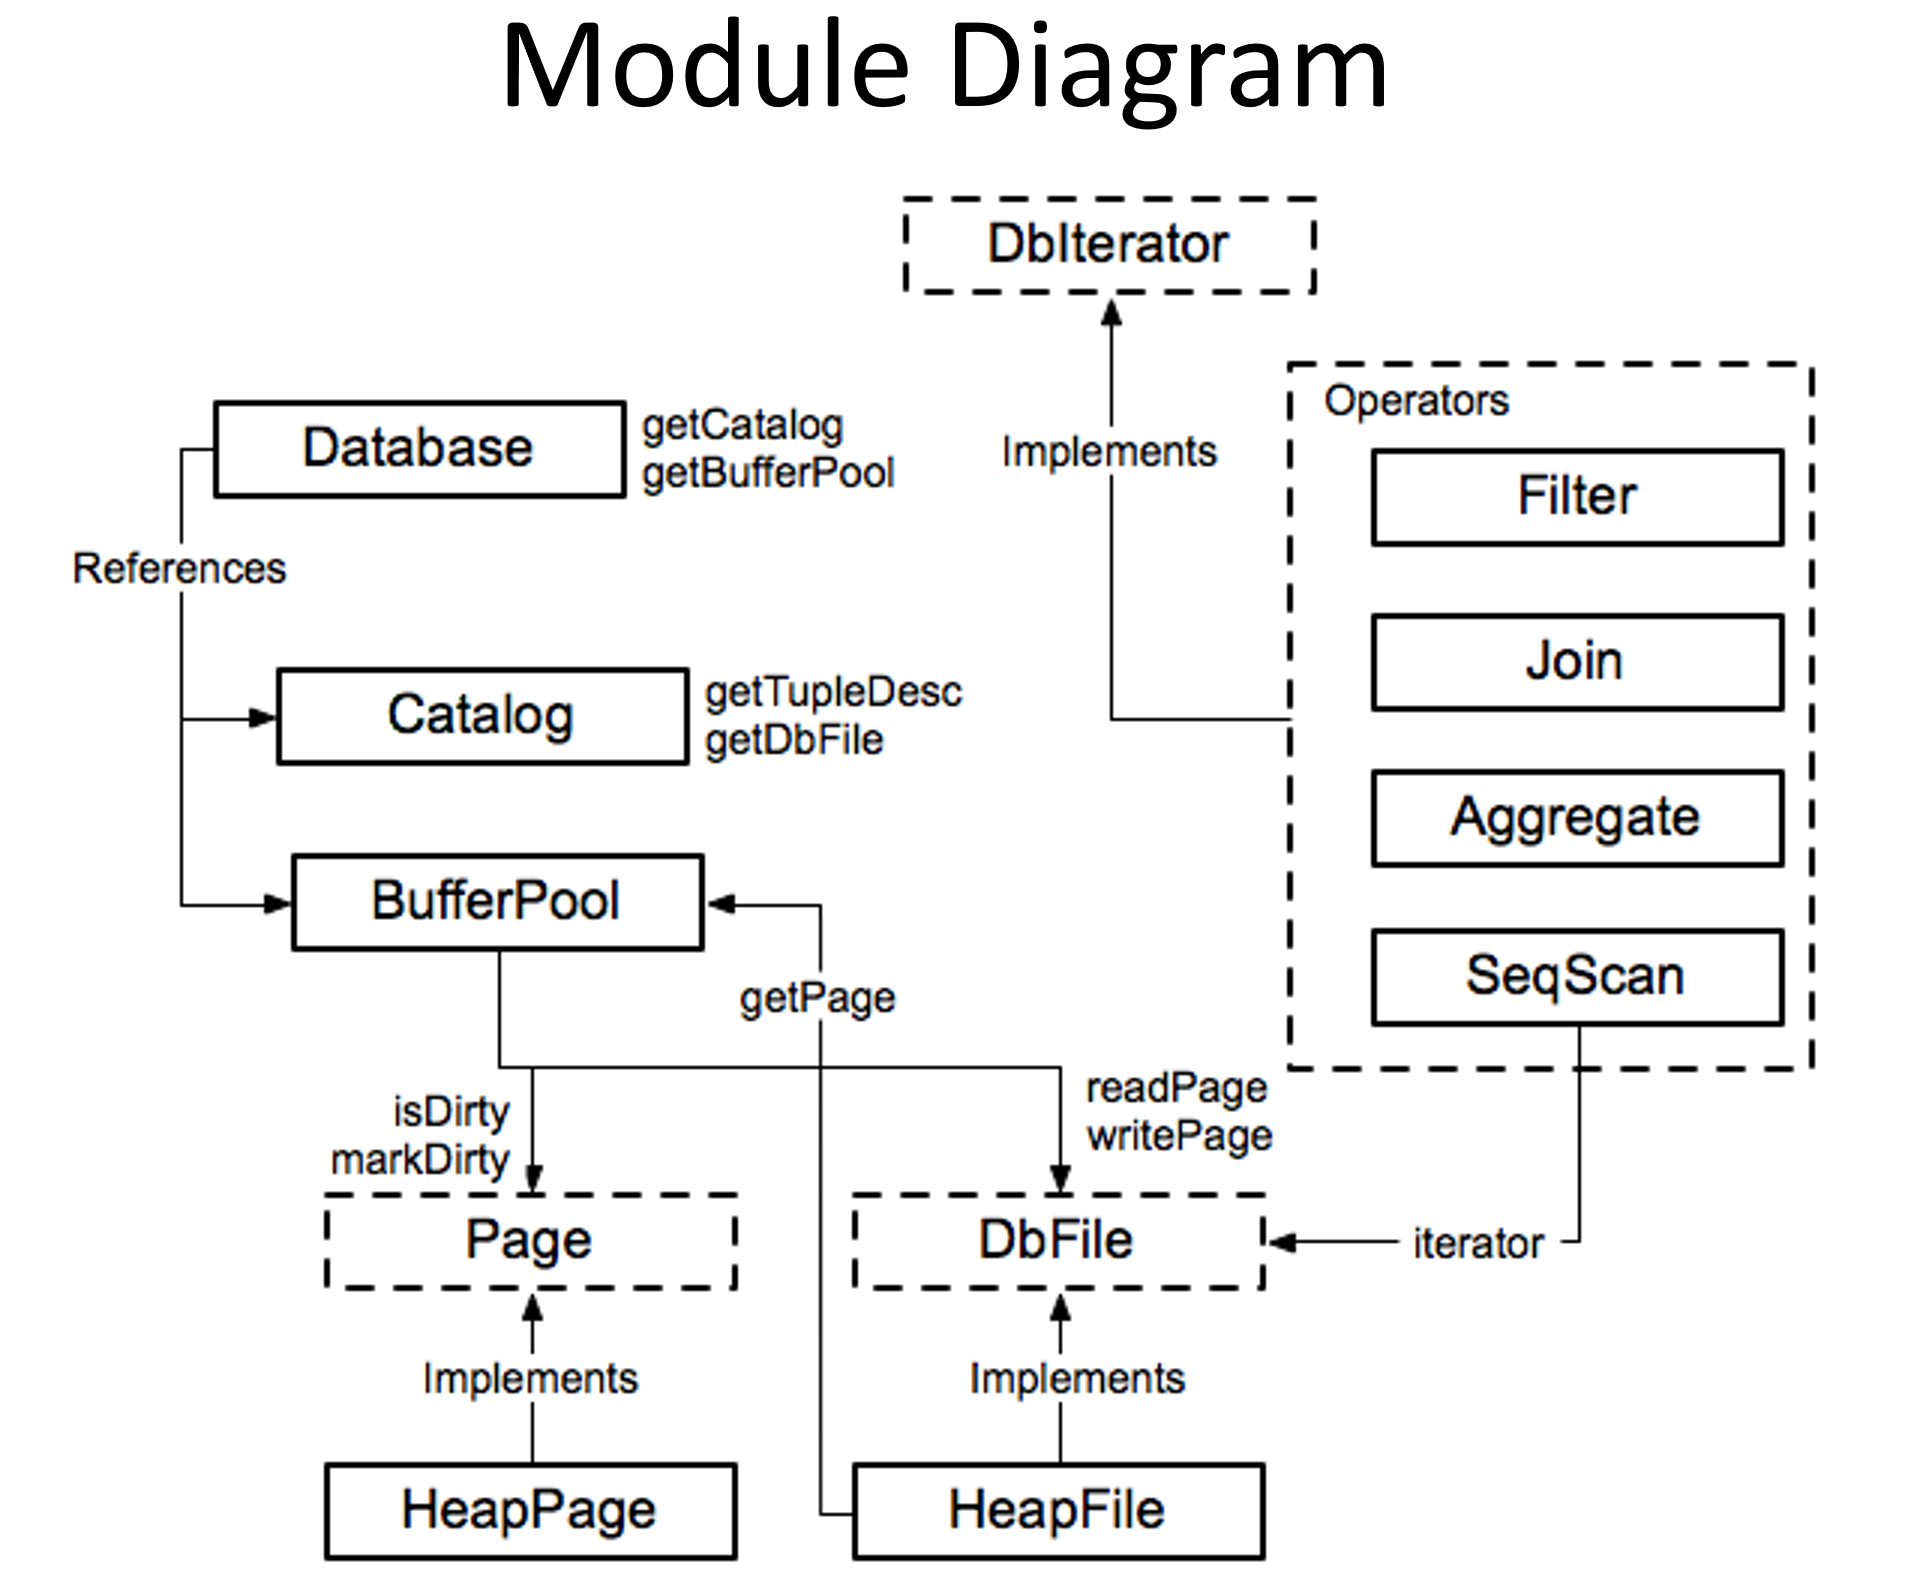 Module Diagram
DbIterator
Operators
Database
getCatalog
getBufferPool
Implements
Filter
References
Join
Catalog
getTupleDesc
getDbFile
Aggregate
BufferPool
SeqScan
getPage
isDirty
markDirty
readPage
writePage
Page
DbFile
iterator
Implements
Implements
HeapPage
HeapFile